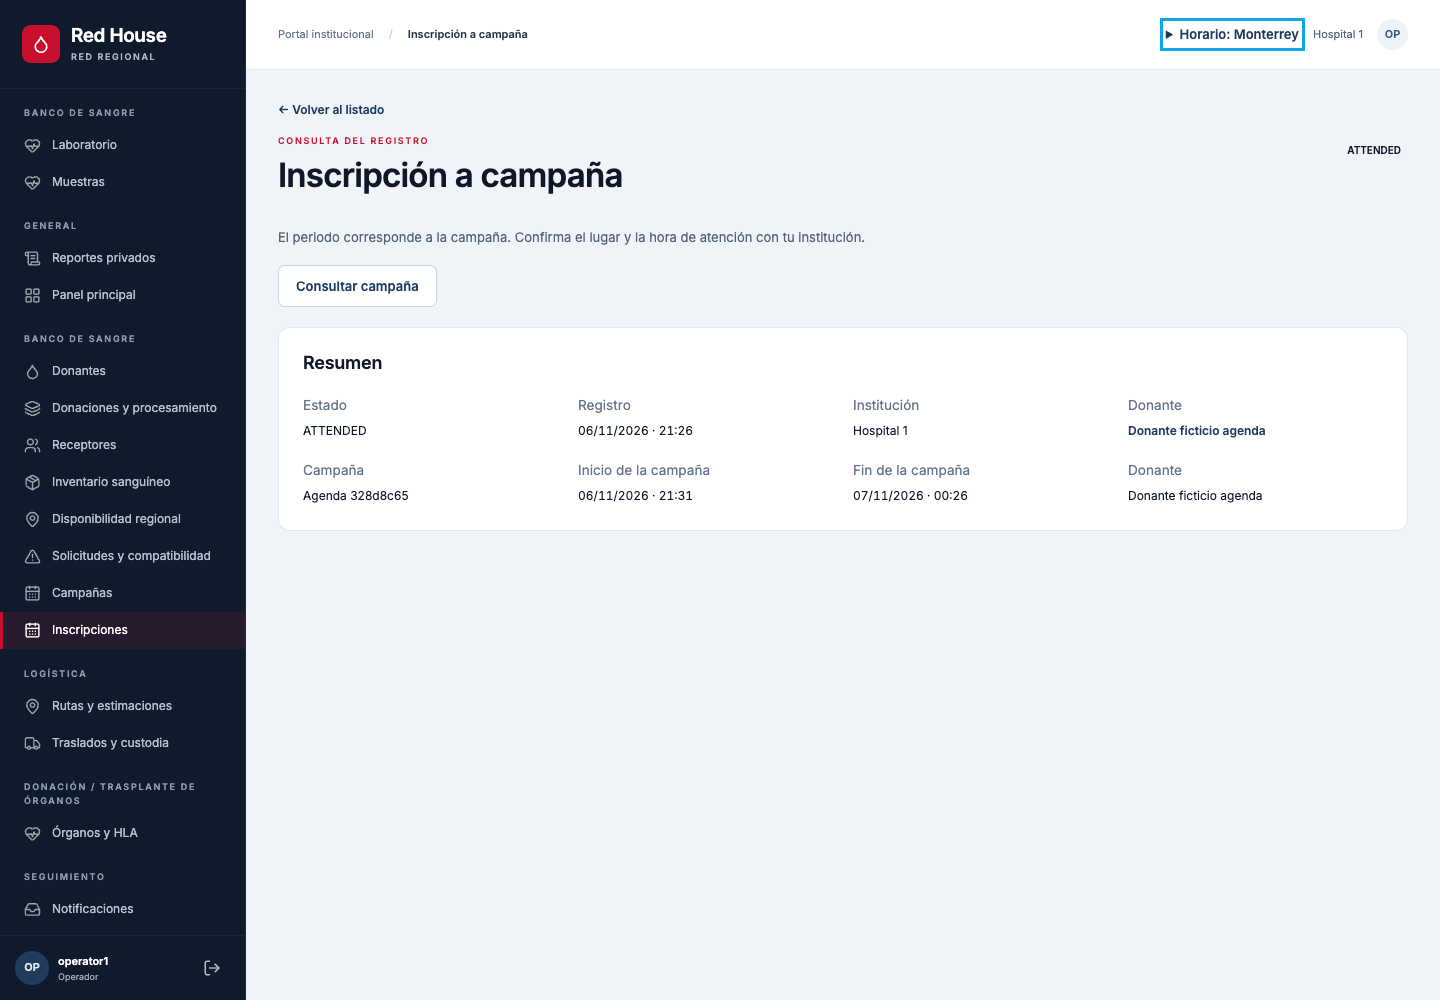 Red House
RED REGIONAL
BANCO DE SANGRE
Laboratorio
Muestras
GENERAL
Reportes privados
Panel principal
BANCO DE SANGRE
Donantes
Donaciones y procesamiento
Receptores
Inventario sanguíneo
Disponibilidad regional
Solicitudes y compatibilidad
Campañas
Inscripciones
LOGÍSTICA
Rutas y estimaciones
Traslados y custodia
DONACIÓN / TRASPLANTE DE
ÓRGANOS
Órganos y HLA
SEGUIMIENTO
Notificaciones
OP
operator1
Operador
Portal institucional / Inscripción a campaña
Horario: Monterrey
Hospital 1
OP
← Volver al listado
CONSULTA DEL REGISTRO
ATTENDED
Inscripción a campaña
El periodo corresponde a la campaña. Confirma el lugar y la hora de atención con tu institución.
Consultar campaña
Resumen
Estado Registro Institución Donante
ATTENDED 06/11/2026 · 21:26 Hospital 1 Donante ficticio agenda
Campaña Inicio de la campaña Fin de la campaña Donante
Agenda 328d8c65 06/11/2026 · 21:31 07/11/2026 · 00:26 Donante ficticio agenda